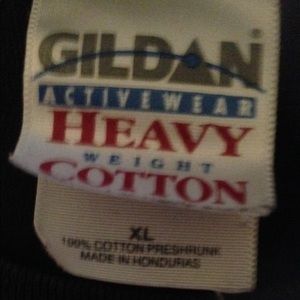 GILDAN
ACTIVEWEAR
HEAVY
WEIGHT
COTTON
XL
100% COTTON PRESHRUNK
MADE IN HONDURAS